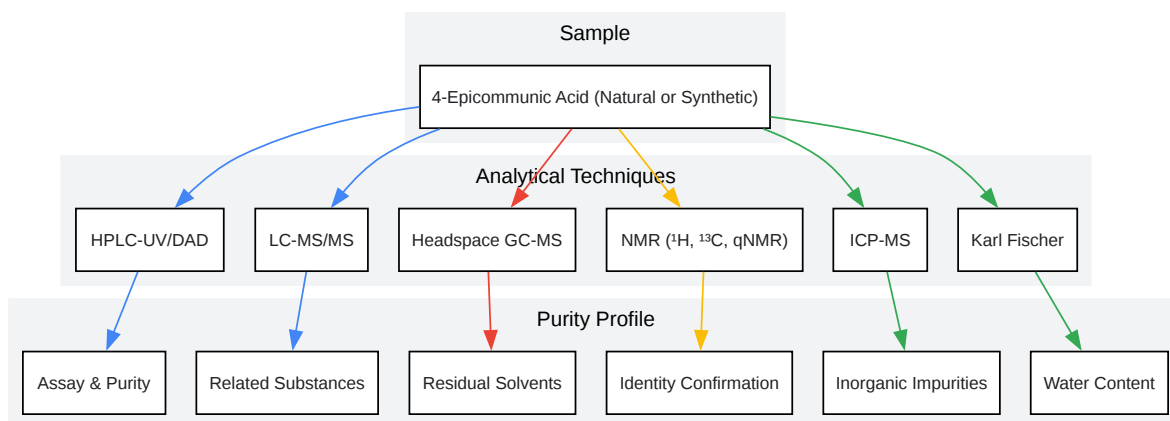 Sample
4-Epicommunic Acid (Natural or Synthetic)
Analytical Techniques
HPLC-UV/DAD
LC-MS/MS
Headspace GC-MS
NMR (¹H, ¹³C, qNMR)
ICP-MS
Karl Fischer
Purity Profile
Assay & Purity
Related Substances
Residual Solvents
Identity Confirmation
Inorganic Impurities
Water Content